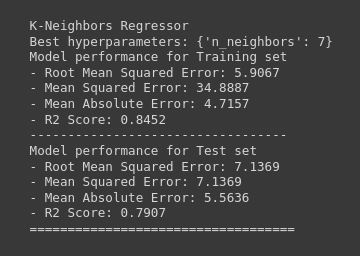 K-Neighbors Regressor
Best hyperparameters: {'n_neighbors': 7}
Model performance for Training set
- Root Mean Squared Error: 5.9067
- Mean Squared Error: 34.8887
- Mean Absolute Error: 4.7157
- R2 Score: 0.8452
----------------------------------
Model performance for Test set
- Root Mean Squared Error: 7.1369
- Mean Squared Error: 7.1369
- Mean Absolute Error: 5.5636
- R2 Score: 0.7907
===================================